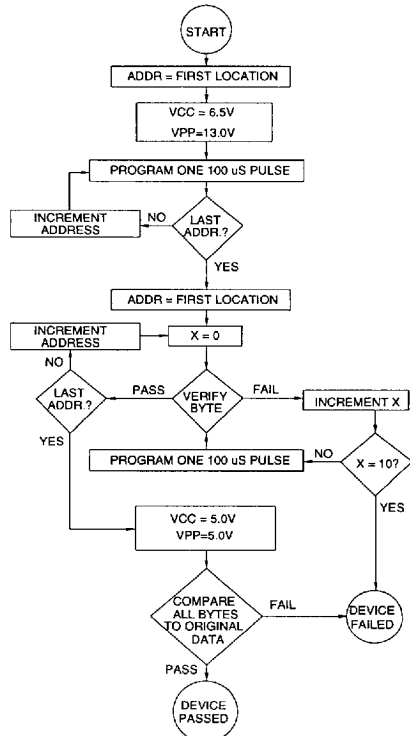 START
ADDR = FIRST LOCATION
VCC = 6.5V
VPP=13.0V
PROGRAM ONE 100 uS PULSE
INCREMENT
ADDRESS
NO
LAST
ADDR.?
YES
ADDR = FIRST LOCATION
INCREMENT
ADDRESS
X = 0
NO
LAST
ADDR.?
PASS
VERIFY
BYTE
FAIL
INCREMENT X
YES
PROGRAM ONE 100 uS PULSE
NO
X = 10?
YES
VCC = 5.0V
VPP=5.0V
COMPARE
ALL BYTES
TO ORIGINAL
DATA
FAIL
DEVICE
FAILED
PASS
DEVICE
PASSED